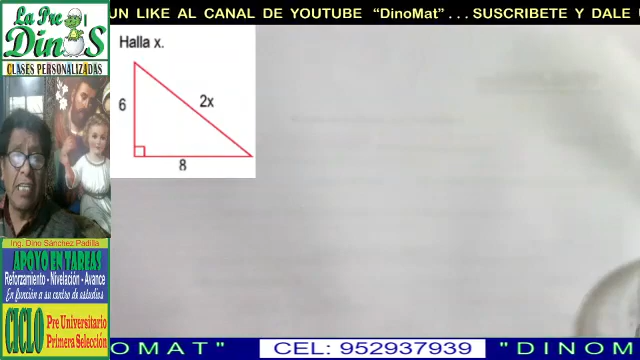 La Pre
DinoS
CLASES PERSONALIZADAS
UN LIKE AL CANAL DE YOUTUBE "DinoMat" . . . SUSCRIBETE Y DALE
Halla x.
6
2x
8
Ing. Dino Sánchez Padilla
APOYO EN TAREAS
Reforzamiento - Nivelación - Avance
En función a su centro de estudios
CICLO
Pre Universitario
Primera Selección
OMAT"
CEL: 952937939
"DINOM